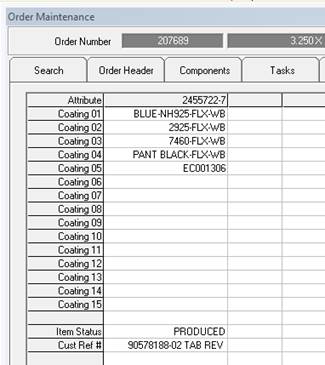 Order Maintenance
Order Number 207689 3.250 X
Search Order Header Components Tasks
Attribute 2455722-7
Coating 01 BLUE-NH925-FLX-WB
Coating 02 2925-FLX-WB
Coating 03 7460-FLX-WB
Coating 04 PANT BLACK-FLX-WB
Coating 05 EC001306
Coating 06
Coating 07
Coating 08
Coating 09
Coating 10
Coating 11
Coating 12
Coating 13
Coating 14
Coating 15
Item Status PRODUCED
Cust Ref # 90578188-02 TAB REV